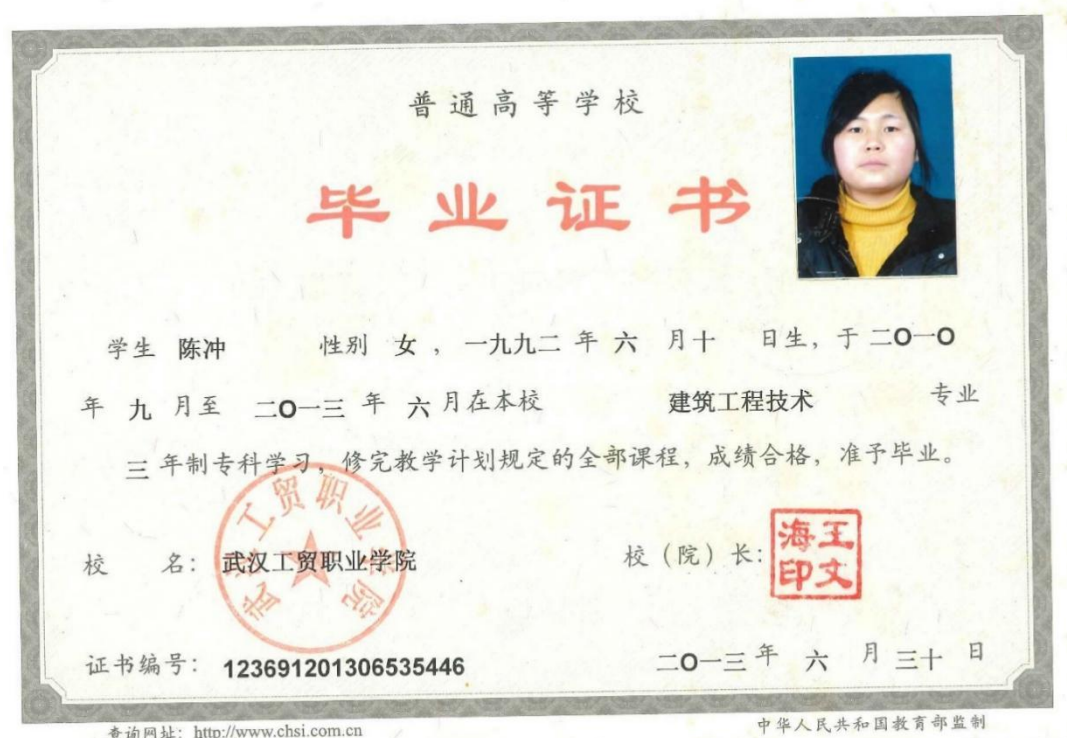 普通高等学校
毕业证书
学生 陈冲 性别 女 ，一九九二 年 六 月十 日生，于 二O一O
年 九 月至 二O一三 年 六 月在本校 建筑工程技术 专业
三 年制专科学习，修完教学计划规定的全部课程，成绩合格，准予毕业。
武汉工贸职业学院
校 名： 武汉工贸职业学院 校（院）长：
王文海印
证书编号： 123691201306535446 二O一三 年 六 月 三十 日
查询网址：http://www.chsi.com.cn 中华人民共和国教育部监制